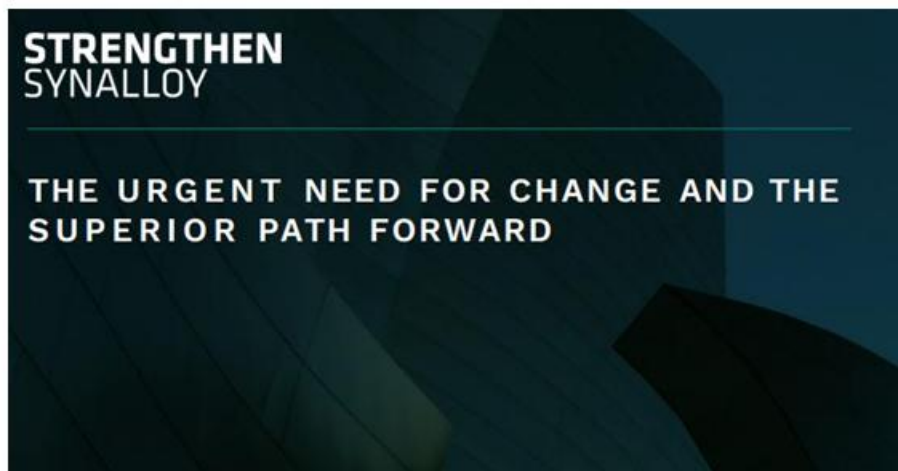 STRENGTHEN
SYNALLOY
THE URGENT NEED FOR CHANGE AND THE
SUPERIOR PATH FORWARD